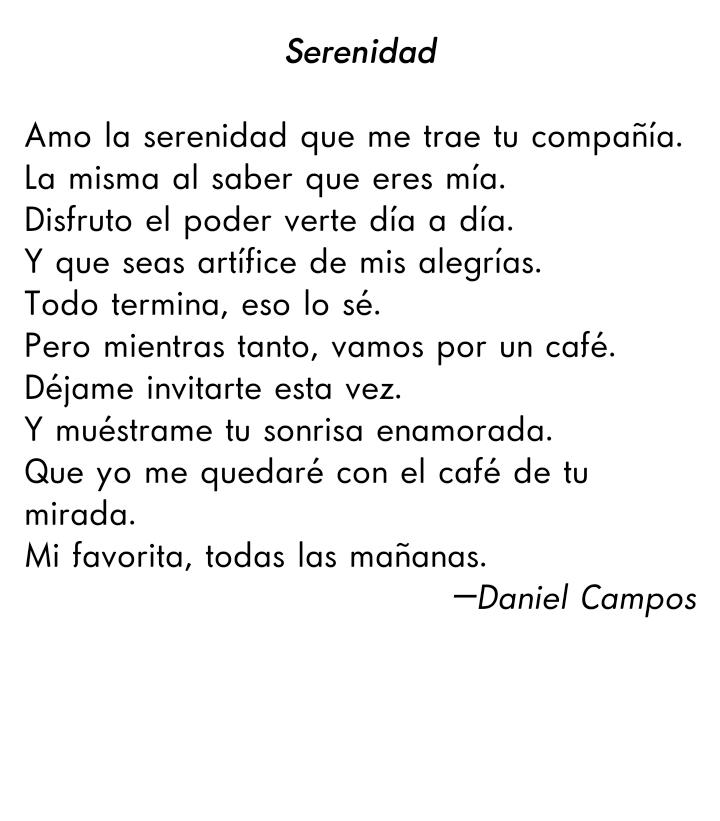 Serenidad
Amo la serenidad que me trae tu compañía.
La misma al saber que eres mía.
Disfruto el poder verte día a día.
Y que seas artífice de mis alegrías.
Todo termina, eso lo sé.
Pero mientras tanto, vamos por un café.
Déjame invitarte esta vez.
Y muéstrame tu sonrisa enamorada.
Que yo me quedaré con el café de tu
mirada.
Mi favorita, todas las mañanas.
—Daniel Campos